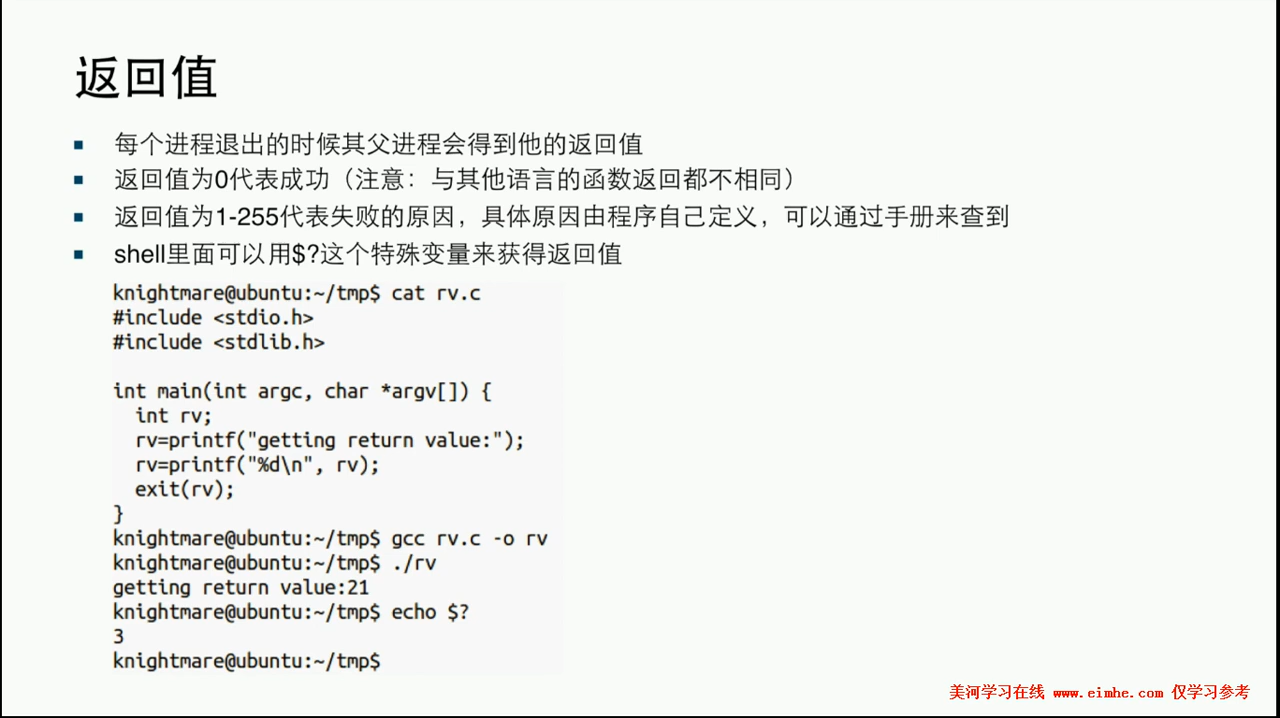 返回值
每个进程退出的时候其父进程会得到他的返回值
返回值为0代表成功（注意：与其他语言的函数返回都不相同）
返回值为1-255代表失败的原因，具体原因由程序自己定义，可以通过手册来查到
shell里面可以用$?这个特殊变量来获得返回值
knightmare@ubuntu:~/tmp$ cat rv.c
#include <stdio.h>
#include <stdlib.h>
int main(int argc, char *argv[]) {
  int rv;
  rv=printf("getting return value:");
  rv=printf("%d\n", rv);
  exit(rv);
}
knightmare@ubuntu:~/tmp$ gcc rv.c -o rv
knightmare@ubuntu:~/tmp$ ./rv
getting return value:21
knightmare@ubuntu:~/tmp$ echo $?
3
knightmare@ubuntu:~/tmp$
美河学习在线 www.eimhe.com 仅学习参考